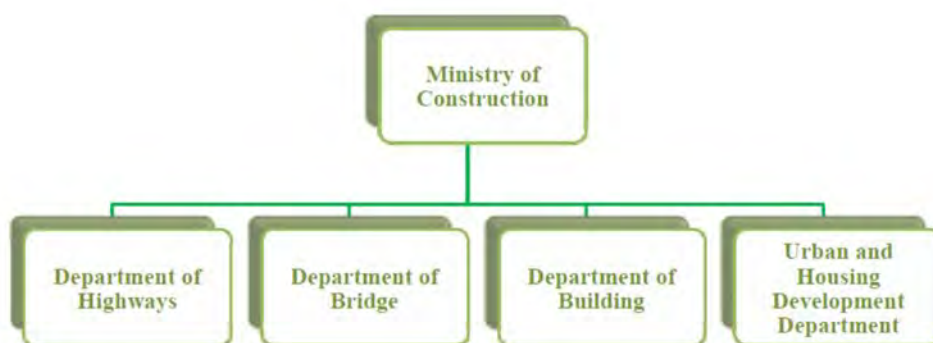 Ministry of
Construction
Department of
Highways
Department of
Bridge
Department of
Building
Urban and
Housing
Development
Department